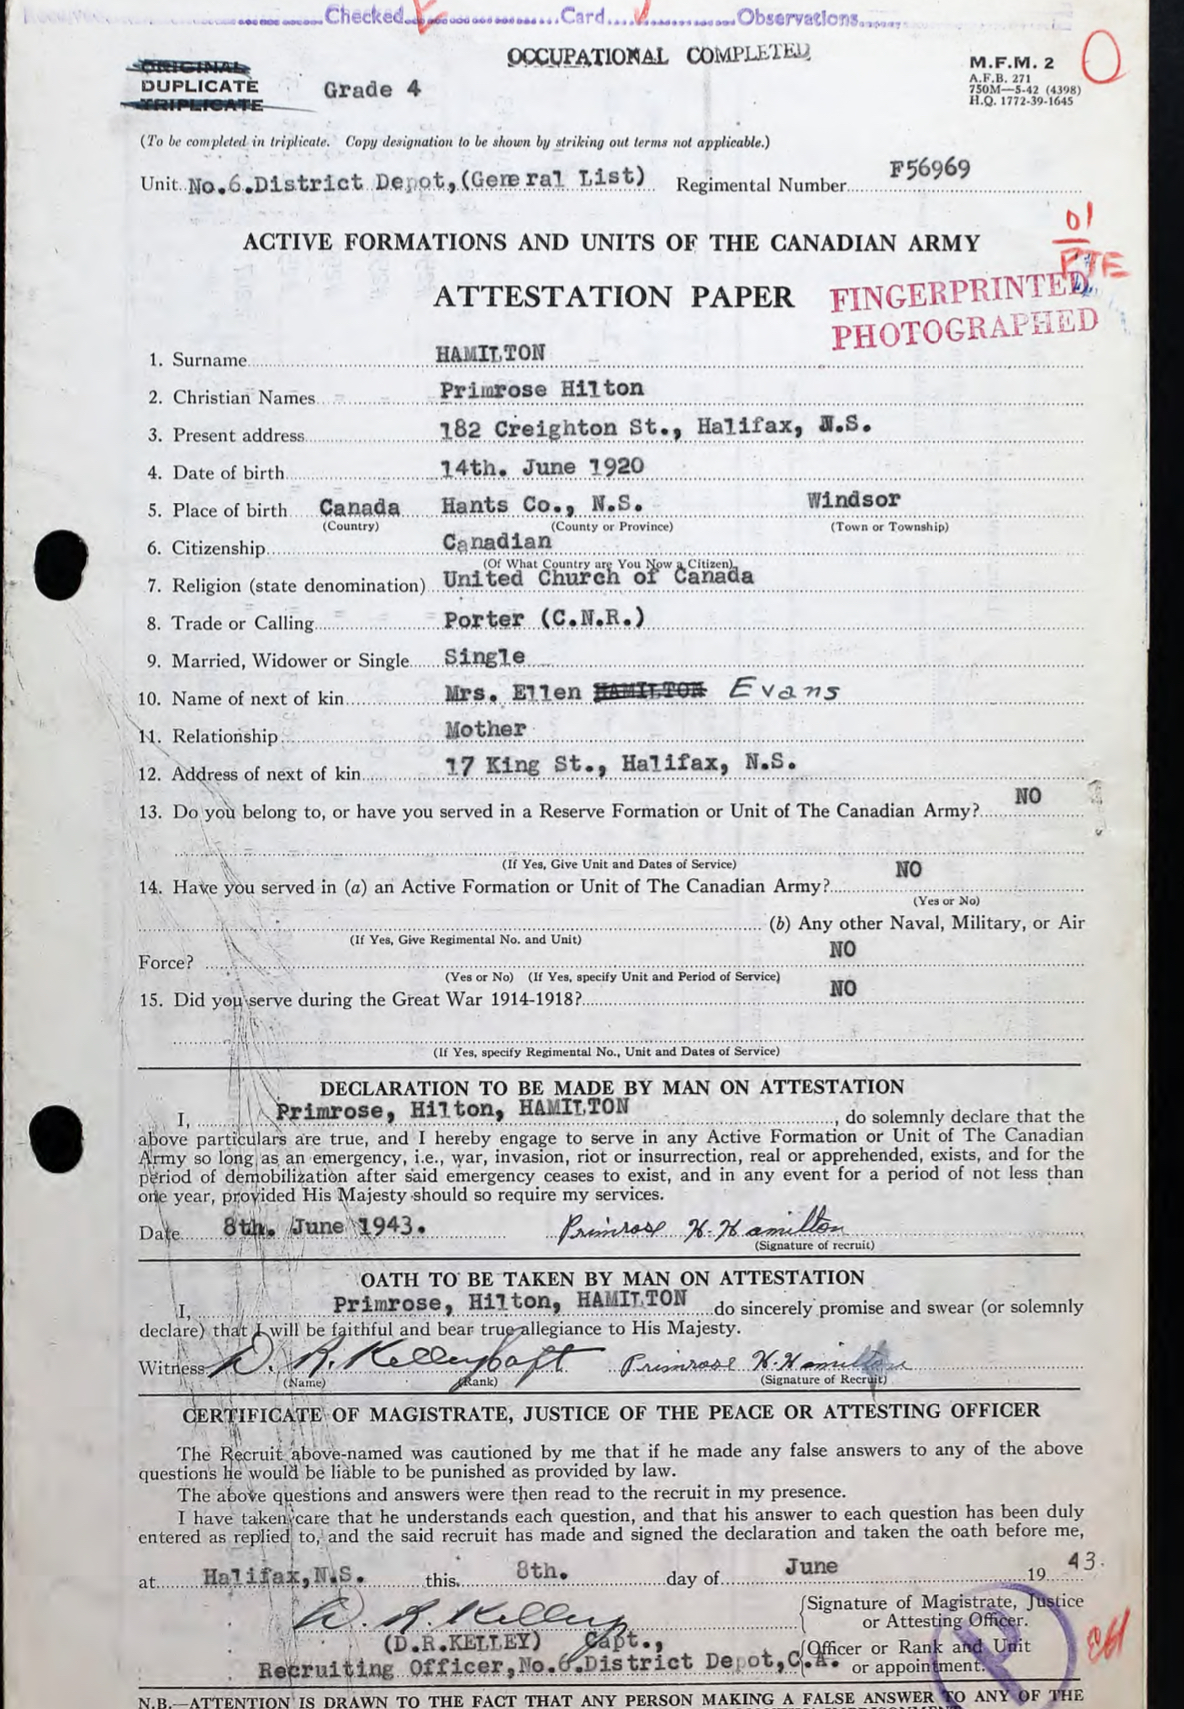 Received Checked E Card Observations
OCCUPATIONAL COMPLETED
ORIGINAL
DUPLICATE
TRIPLICATE
Grade 4
M.F.M. 2
A.F.B. 271
750M—5-42 (4398)
H.Q. 1772-39-1645
O
(To be completed in triplicate. Copy designation to be shown by striking out terms not applicable.)
Unit No.6.District Depot,(General List) Regimental Number F56969
ACTIVE FORMATIONS AND UNITS OF THE CANADIAN ARMY
01
PTE
ATTESTATION PAPER
FINGERPRINTED
PHOTOGRAPHED
1. Surname HAMILTON
2. Christian Names Primrose Hilton
3. Present address 182 Creighton St., Halifax, N.S.
4. Date of birth 14th. June 1920
5. Place of birth Canada Hants Co., N.S. Windsor
(Country) (County or Province) (Town or Township)
6. Citizenship Canadian
(Of What Country are You Now a Citizen)
7. Religion (state denomination) United Church of Canada
8. Trade or Calling Porter (C.N.R.)
9. Married, Widower or Single Single
10. Name of next of kin Mrs. Ellen HAMILTON Evans
11. Relationship Mother
12. Address of next of kin 17 King St., Halifax, N.S.
13. Do you belong to, or have you served in a Reserve Formation or Unit of The Canadian Army? NO
(If Yes, Give Unit and Dates of Service)
14. Have you served in (a) an Active Formation or Unit of The Canadian Army? NO
(Yes or No)
(b) Any other Naval, Military, or Air
(If Yes, Give Regimental No. and Unit)
Force? NO
(Yes or No) (If Yes, specify Unit and Period of Service)
15. Did you serve during the Great War 1914-1918? NO
(If Yes, specify Regimental No., Unit and Dates of Service)
DECLARATION TO BE MADE BY MAN ON ATTESTATION
I, Primrose, Hilton, HAMILTON, do solemnly declare that the
above particulars are true, and I hereby engage to serve in any Active Formation or Unit of The Canadian
Army so long as an emergency, i.e., war, invasion, riot or insurrection, real or apprehended, exists, and for the
period of demobilization after said emergency ceases to exist, and in any event for a period of not less than
one year, provided His Majesty should so require my services.
Date 8th. June 1943. Primrose H. Hamilton
(Signature of recruit)
OATH TO BE TAKEN BY MAN ON ATTESTATION
I, Primrose, Hilton, HAMILTON do sincerely promise and swear (or solemnly
declare) that I will be faithful and bear true allegiance to His Majesty.
Witness D. R. Kelley Capt Primrose H. Hamilton
(Name) (Rank) (Signature of Recruit)
CERTIFICATE OF MAGISTRATE, JUSTICE OF THE PEACE OR ATTESTING OFFICER
The Recruit above-named was cautioned by me that if he made any false answers to any of the above
questions he would be liable to be punished as provided by law.
The above questions and answers were then read to the recruit in my presence.
I have taken care that he understands each question, and that his answer to each question has been duly
entered as replied to, and the said recruit has made and signed the declaration and taken the oath before me,
at Halifax,N.S. this 8th. day of June 19 43.
D. R. Kelley
Signature of Magistrate, Justice
or Attesting Officer.
(D.R.KELLEY) Capt.,
Recruiting Officer,No.6.District Depot,C.A.
Officer or Rank and Unit
or appointment.
R
N.B.—ATTENTION IS DRAWN TO THE FACT THAT ANY PERSON MAKING A FALSE ANSWER TO ANY OF THE